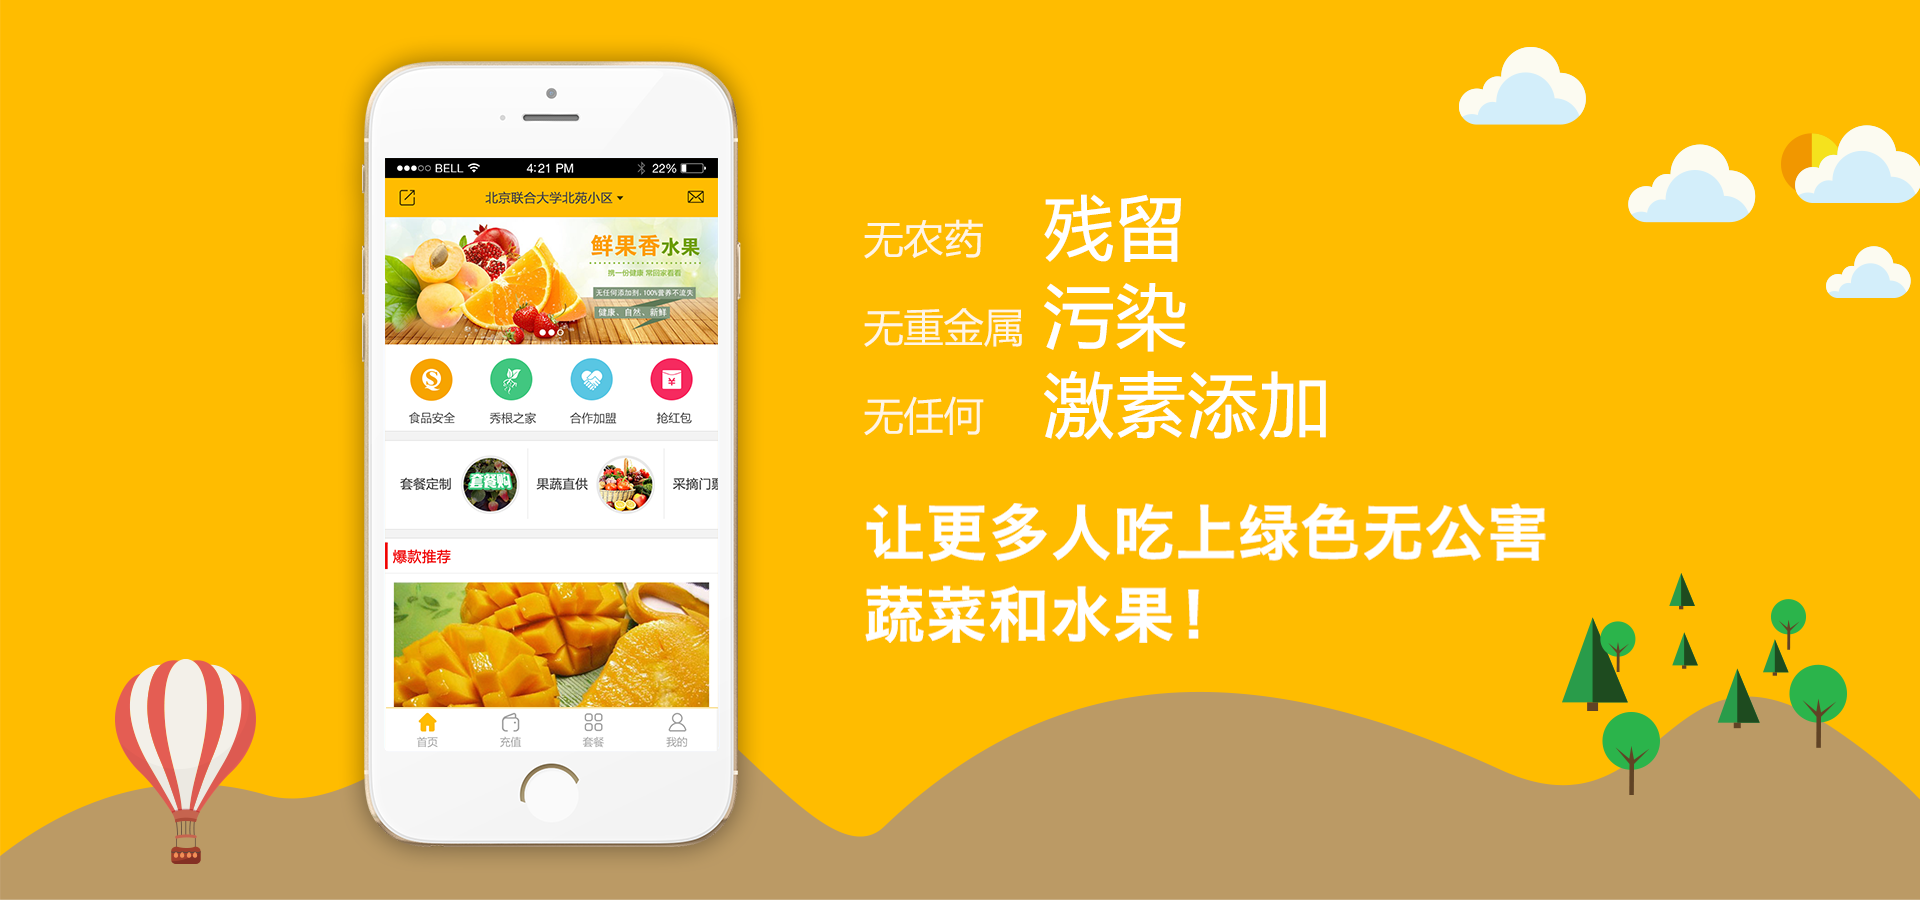 BELL 4:21 PM 22%
北京联合大学北苑小区
鲜果香水果
携一份健康 常回家看看
无任何添加剂，100%营养不流失
健康、自然、新鲜
食品安全 秀根之家 合作加盟 抢红包
套餐定制 套餐购 果蔬直供 采摘门票
爆款推荐
首页 充值 套餐 我的
无农药 残留
无重金属 污染
无任何 激素添加
让更多人吃上绿色无公害
蔬菜和水果！